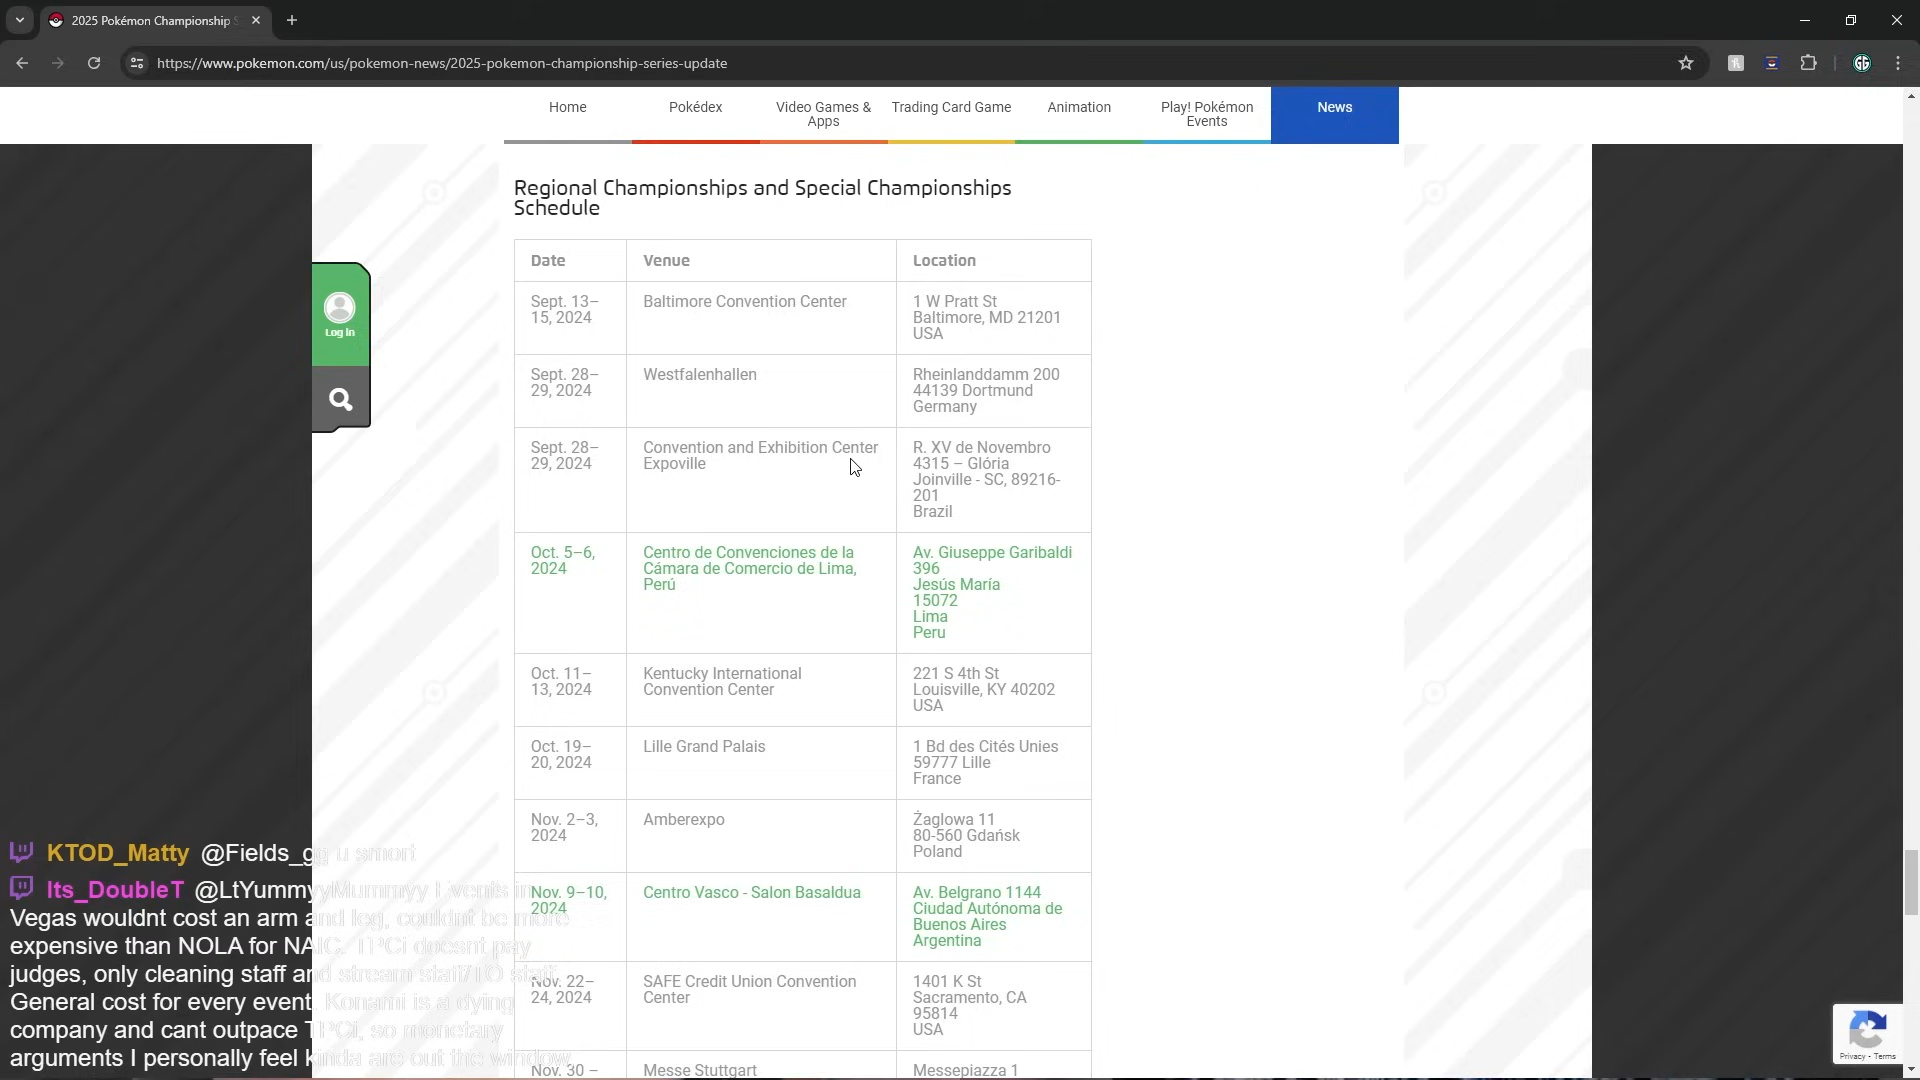 2025 Pokémon Championship S
https://www.pokemon.com/us/pokemon-news/2025-pokemon-championship-series-update
Home
Pokédex
Video Games &
Apps
Trading Card Game
Animation
Play! Pokémon
Events
News
Regional Championships and Special Championships
Schedule
Log In
Date Venue Location
Sept. 13–
15, 2024
Baltimore Convention Center
1 W Pratt St
Baltimore, MD 21201
USA
Sept. 28–
29, 2024
Westfalenhallen
Rheinlanddamm 200
44139 Dortmund
Germany
Sept. 28–
29, 2024
Convention and Exhibition Center
Expoville
R. XV de Novembro
4315 – Glória
Joinville - SC, 89216-
201
Brazil
Oct. 5–6,
2024
Centro de Convenciones de la
Cámara de Comercio de Lima,
Perú
Av. Giuseppe Garibaldi
396
Jesús María
15072
Lima
Peru
Oct. 11–
13, 2024
Kentucky International
Convention Center
221 S 4th St
Louisville, KY 40202
USA
Oct. 19–
20, 2024
Lille Grand Palais
1 Bd des Cités Unies
59777 Lille
France
Nov. 2–3,
2024
Amberexpo
Żaglowa 11
80-560 Gdańsk
Poland
Nov. 9–10,
2024
Centro Vasco - Salon Basaldua
Av. Belgrano 1144
Ciudad Autónoma de
Buenos Aires
Argentina
Nov. 22–
24, 2024
SAFE Credit Union Convention
Center
1401 K St
Sacramento, CA
95814
USA
Nov. 30 –
Messe Stuttgart
Messepiazza 1
KTOD_Matty @Fields_gg u smort
Its_DoubleT @LtYummyyMummyy Events in
Vegas wouldnt cost an arm and leg, couldnt be more
expensive than NOLA for NAIC. TPCi doesnt pay
judges, only cleaning staff and stream staff/TO staff.
General cost for every event. Konami is a dying
company and cant outpace TPCi, so monetary
arguments I personally feel kinda are out the window
Privacy - Terms